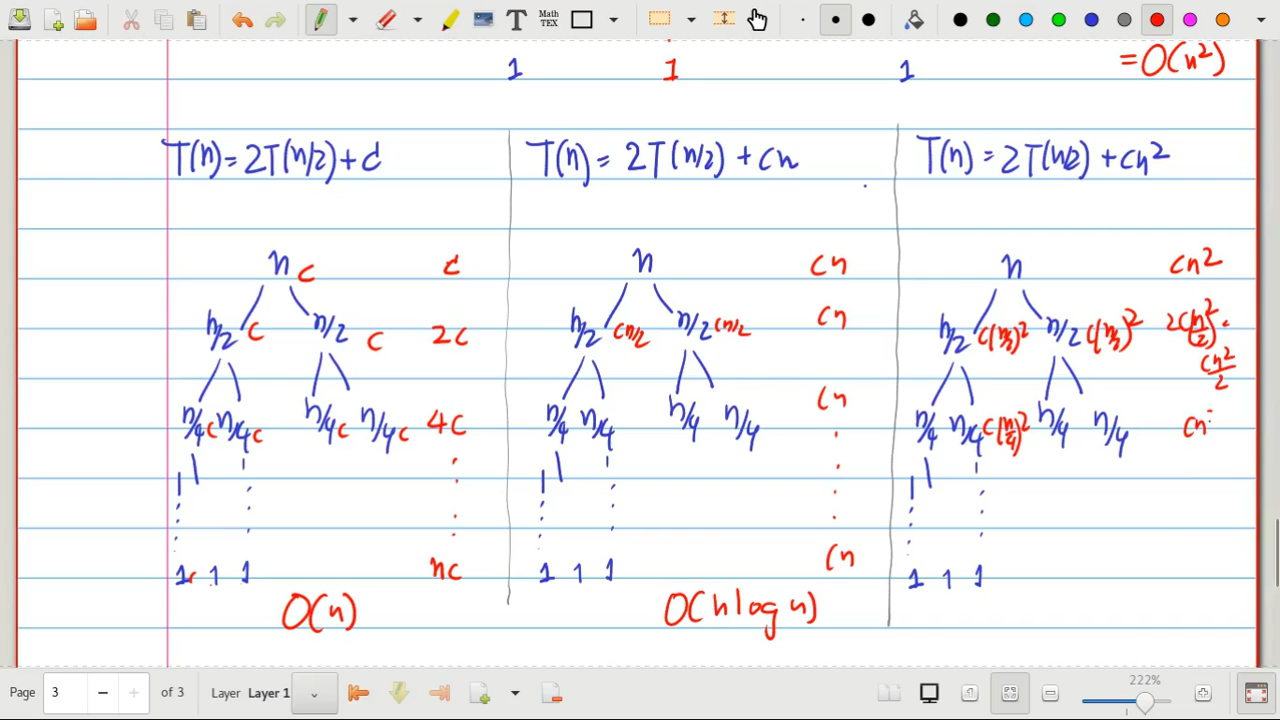 Math TEX
1 1 1 = O(n²)
T(n) = 2T(n/2) + c
T(n) = 2T(n/2) + cn
T(n) = 2T(n/2) + cn²
n c c
n/2 c n/2 c 2c
n/4 c n/4 c n/4 c n/4 c 4c
1 c 1 1 nc
O(n)
n cn
n/2 cn/2 n/2 cn/2 cn
n/4 n/4 n/4 n/4 cn
1 1 1 cn
O(n log n)
n cn²
n/2 c(n/2)² n/2 c(n/2)² 2c(n/2)²
cn²/2
n/4 n/4 c(n/4)² n/4 n/4 cn
1 1 1
Page 3 of 3 Layer Layer 1 222%